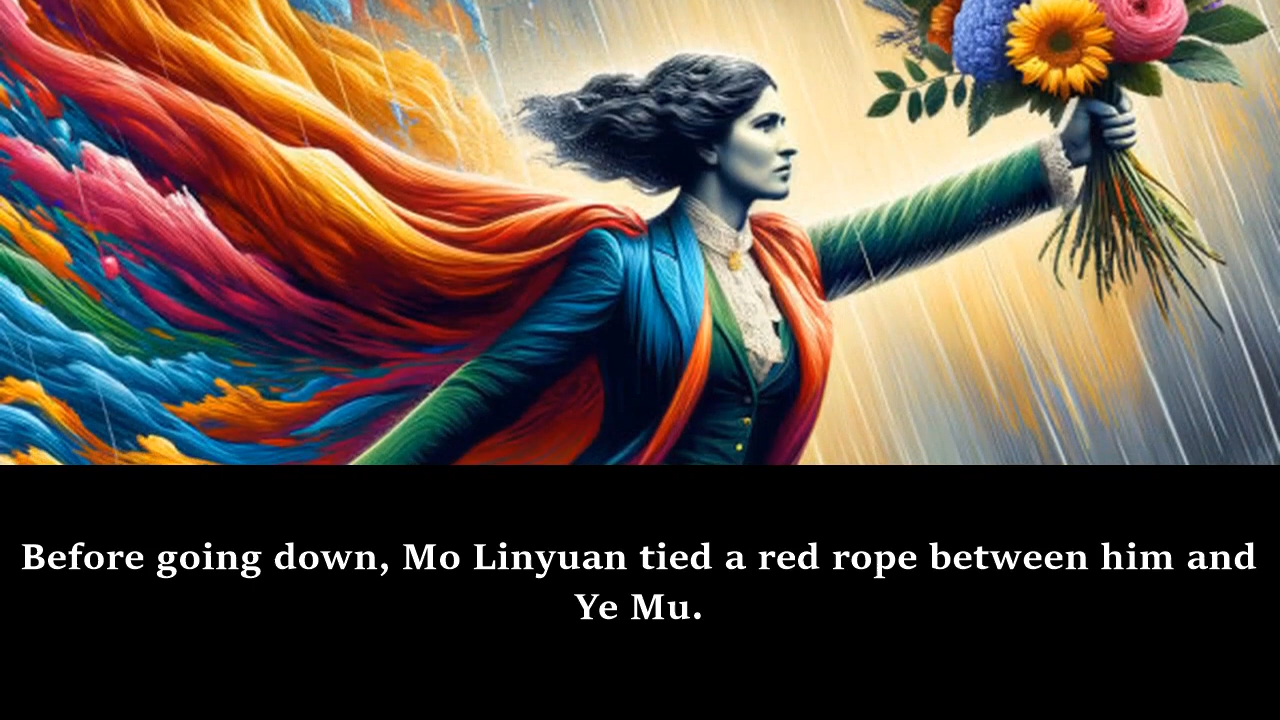 Before going down, Mo Linyuan tied a red rope between him and
Ye Mu.